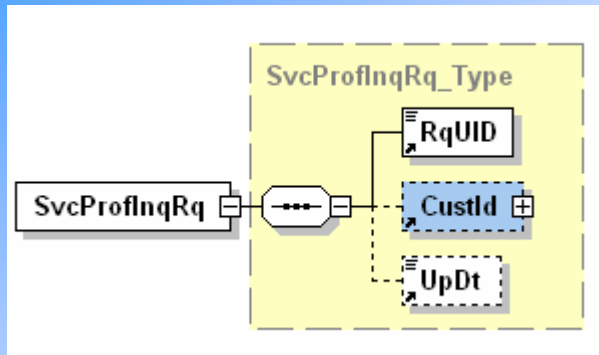 SvcProfInqRq_Type
RqUID
SvcProfInqRq
CustId
UpDt